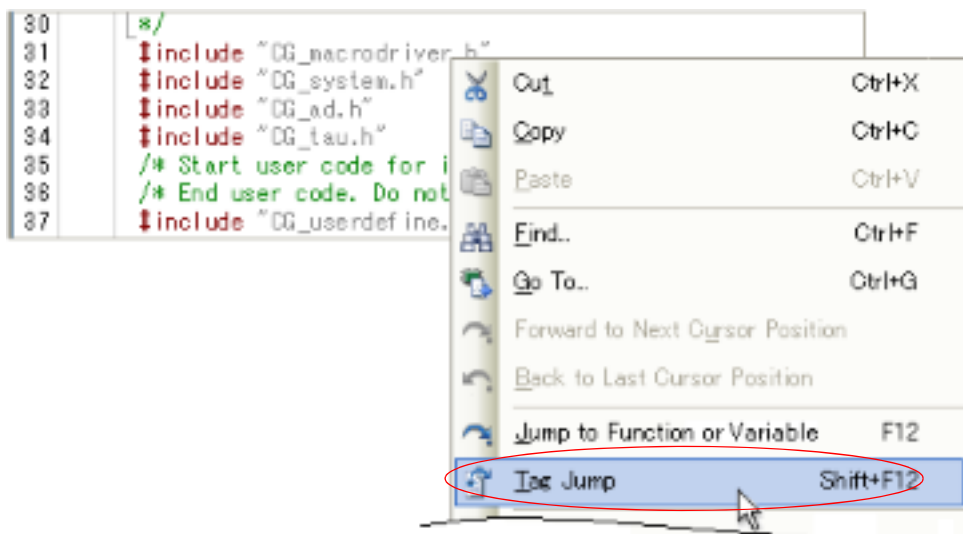 30 */
31 #include "CG_macrodriver.h"
32 #include "CG_system.h"
33 #include "CG_ad.h"
34 #include "CG_tau.h"
35 /* Start user code for i
36 /* End user code. Do not
37 #include "CG_userdefine.
Cut Ctrl+X
Copy Ctrl+C
Paste Ctrl+V
Find.. Ctrl+F
Go To.. Ctrl+G
Forward to Next Cursor Position
Back to Last Cursor Position
Jump to Function or Variable F12
Tag Jump Shift+F12